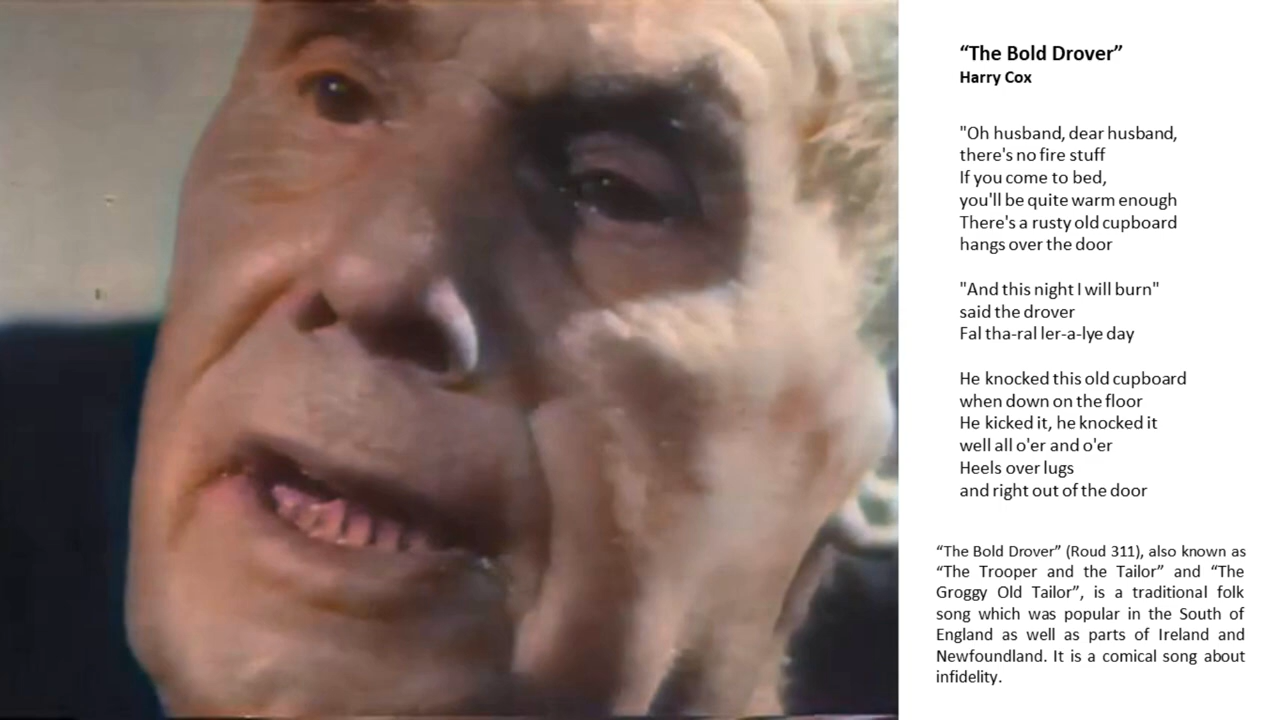 “The Bold Drover”
Harry Cox
"Oh husband, dear husband,
there's no fire stuff
If you come to bed,
you'll be quite warm enough
There's a rusty old cupboard
hangs over the door
"And this night I will burn"
said the drover
Fal tha-ral ler-a-lye day
He knocked this old cupboard
when down on the floor
He kicked it, he knocked it
well all o'er and o'er
Heels over lugs
and right out of the door
“The Bold Drover” (Roud 311), also known as
“The Trooper and the Tailor” and “The
Groggy Old Tailor”, is a traditional folk
song which was popular in the South of
England as well as parts of Ireland and
Newfoundland. It is a comical song about
infidelity.